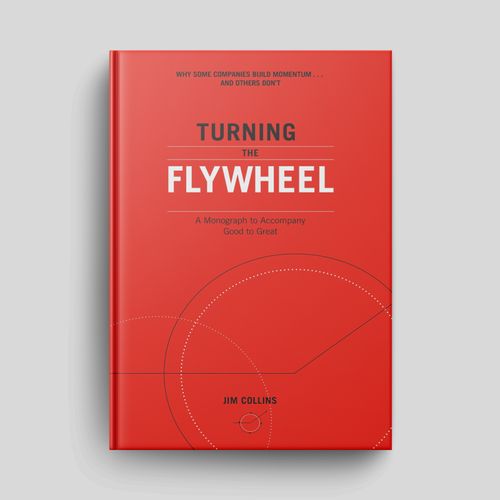 WHY SOME COMPANIES BUILD MOMENTUM . . .
AND OTHERS DON'T
TURNING
THE
FLYWHEEL
A Monograph to Accompany
Good to Great
JIM COLLINS